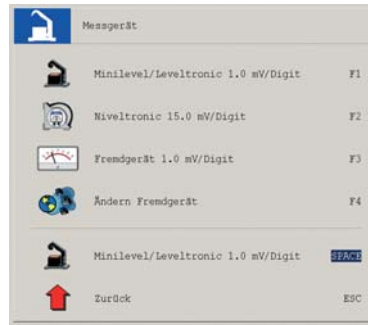 Messgerät
Minilevel/Leveltronic 1.0 mV/Digit F1
Niveltronic 15.0 mV/Digit F2
Fremdgerät 1.0 mV/Digit F3
Ändern Fremdgerät F4
Minilevel/Leveltronic 1.0 mV/Digit SPACE
Zurück ESC